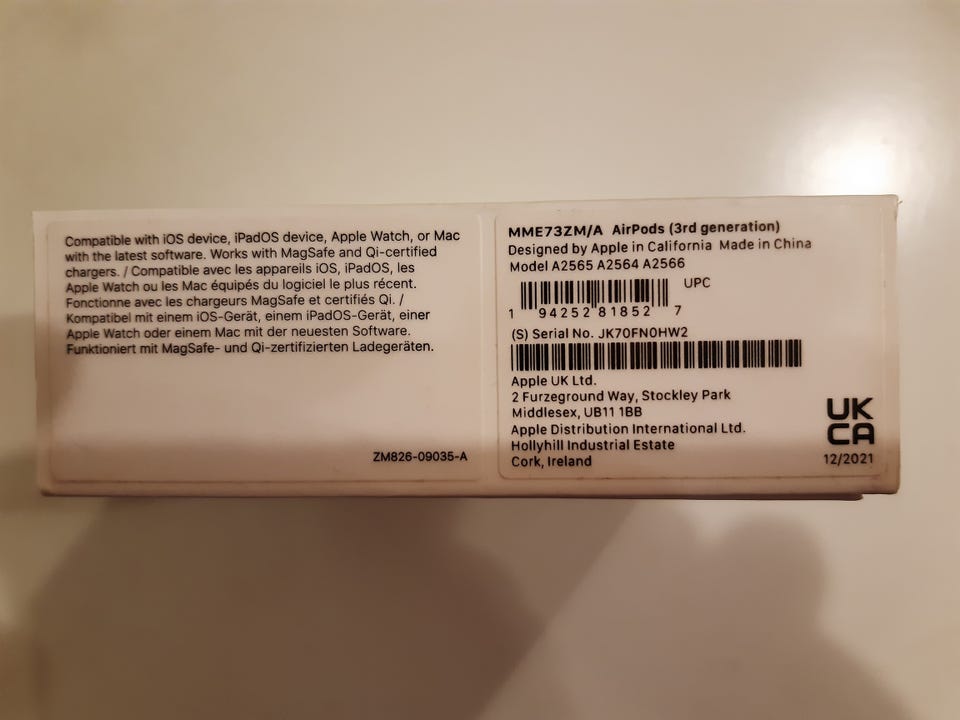 Compatible with iOS device, iPadOS device, Apple Watch, or Mac
with the latest software. Works with MagSafe and Qi-certified
chargers. / Compatible avec les appareils iOS, iPadOS, les
Apple Watch ou les Mac équipés du logiciel le plus récent.
Fonctionne avec les chargeurs MagSafe et certifiés Qi. /
Kompatibel mit einem iOS-Gerät, einem iPadOS-Gerät, einer
Apple Watch oder einem Mac mit der neuesten Software.
Funktioniert mit MagSafe- und Qi-zertifizierten Ladegeräten.
ZM826-09035-A
MME73ZM/A AirPods (3rd generation)
Designed by Apple in California Made in China
Model A2565 A2564 A2566
UPC
1 94252 81852 7
(S) Serial No. JK70FN0HW2
Apple UK Ltd.
2 Furzeground Way, Stockley Park
Middlesex, UB11 1BB
Apple Distribution International Ltd.
Hollyhill Industrial Estate
Cork, Ireland
UK
CA
12/2021